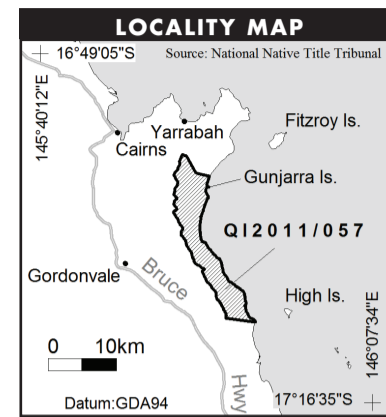 LOCALITY MAP
16°49'05"S
Source: National Native Title Tribunal
145°40'12"E
Fitzroy Is.
Yarrabah
Cairns
Gunjarra Is.
QI2011/057
Gordonvale
Bruce
High Is.
146°07'34"E
0 10km
Hwy
Datum:GDA94
17°16'35"S